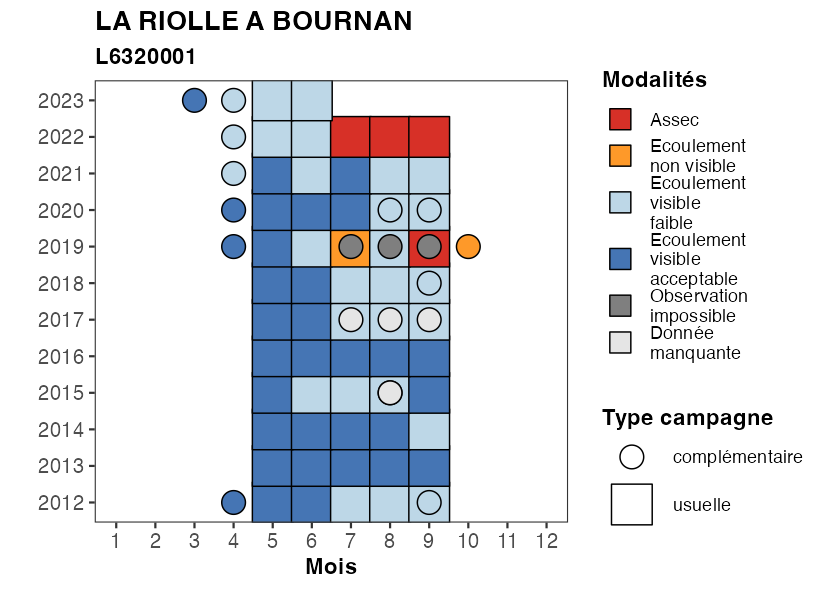 LA RIOLLE A BOURNAN
L6320001
2023
2022
2021
2020
2019
2018
2017
2016
2015
2014
2013
2012
1 2 3 4 5 6 7 8 9 10 11 12
Mois
Modalités
Assec
Ecoulement
non visible
Ecoulement
visible
faible
Ecoulement
visible
acceptable
Observation
impossible
Donnée
manquante
Type campagne
complémentaire
usuelle